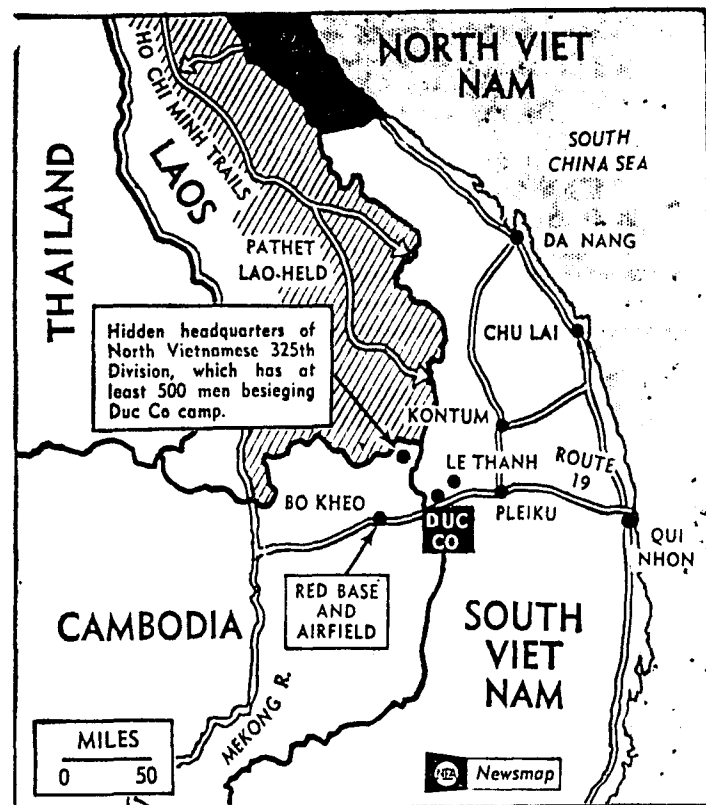 NORTH VIET
NAM
HO CHI MINH TRAILS
SOUTH
CHINA SEA
LAOS
THAILAND
DA NANG
PATHET
LAO-HELD
CHU LAI
Hidden headquarters of
North Vietnamese 325th
Division, which has at
least 500 men besieging
Duc Co camp.
KONTUM
LE THANH
ROUTE
19
BO KHEO
PLEIKU
DUC
CO
QUI
NHON
RED BASE
AND
AIRFIELD
CAMBODIA
SOUTH
VIET
NAM
MEKONG R.
MILES
0 50
NEA
Newsmap